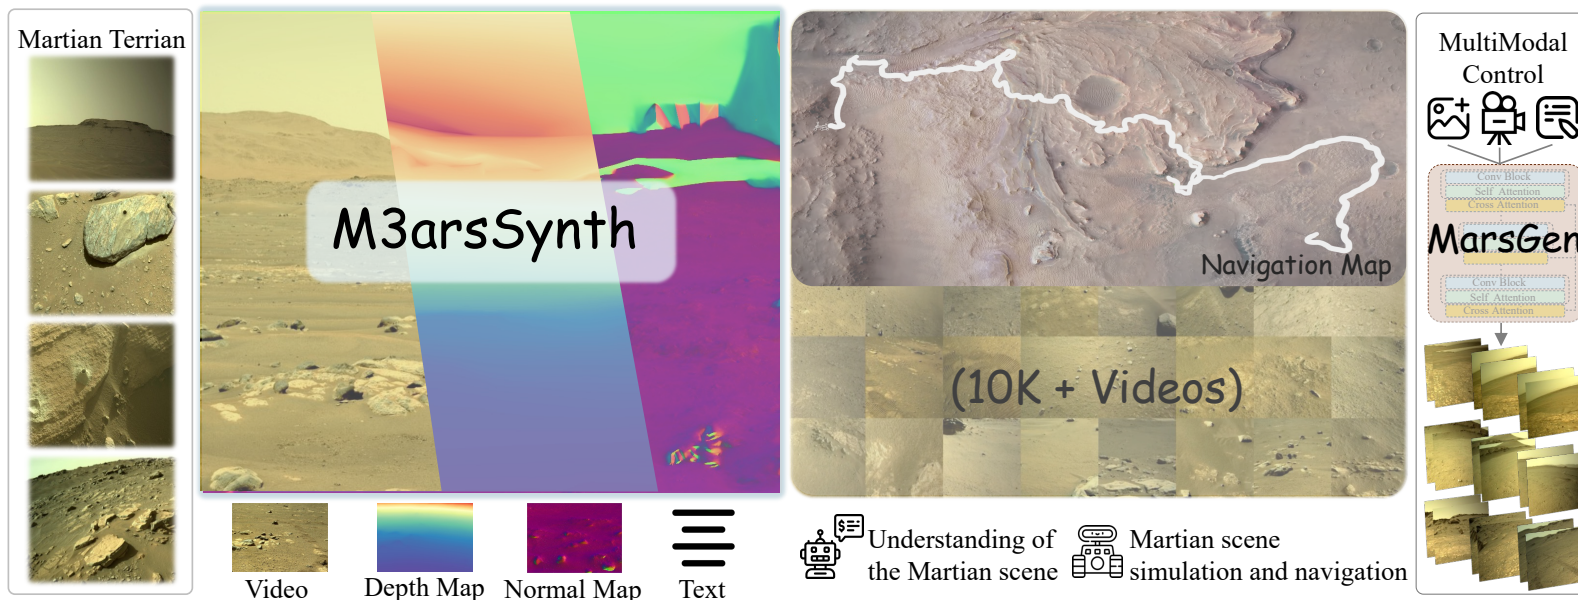 Martian Terrian
M3arsSynth
Video
Depth Map
Normal Map
Text
Navigation Map
(10K + Videos)
$
Understanding of
the Martian scene
Martian scene
simulation and navigation
MultiModal
Control
Conv Block
Self Attention
Cross Attention
MarsGen
Conv Block
Self Attention
Cross Attention